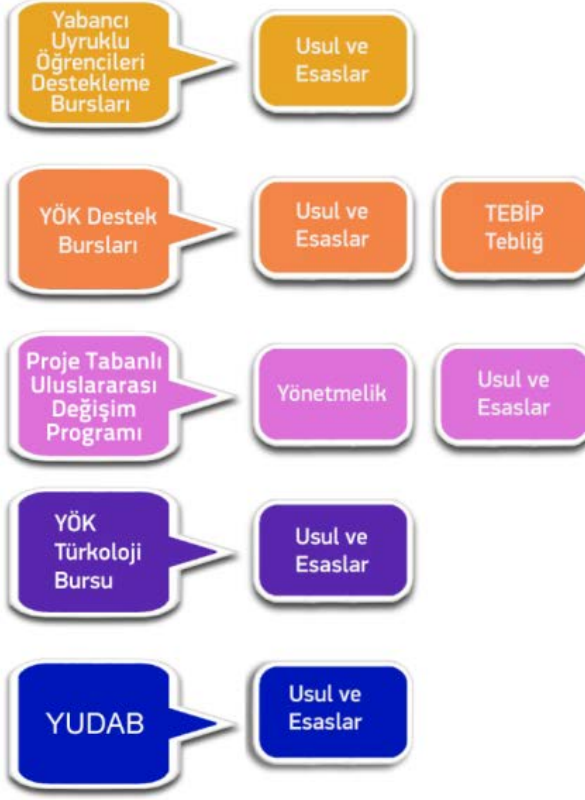 Yabancı
Uyruklu
Öğrencileri
Destekleme
Bursları
Usul ve
Esaslar
YÖK Destek
Bursları
Usul ve
Esaslar
TEBİP
Tebliğ
Proje Tabanlı
Uluslararası
Değişim
Programı
Yönetmelik
Usul ve
Esaslar
YÖK
Türkoloji
Bursu
Usul ve
Esaslar
YUDAB
Usul ve
Esaslar